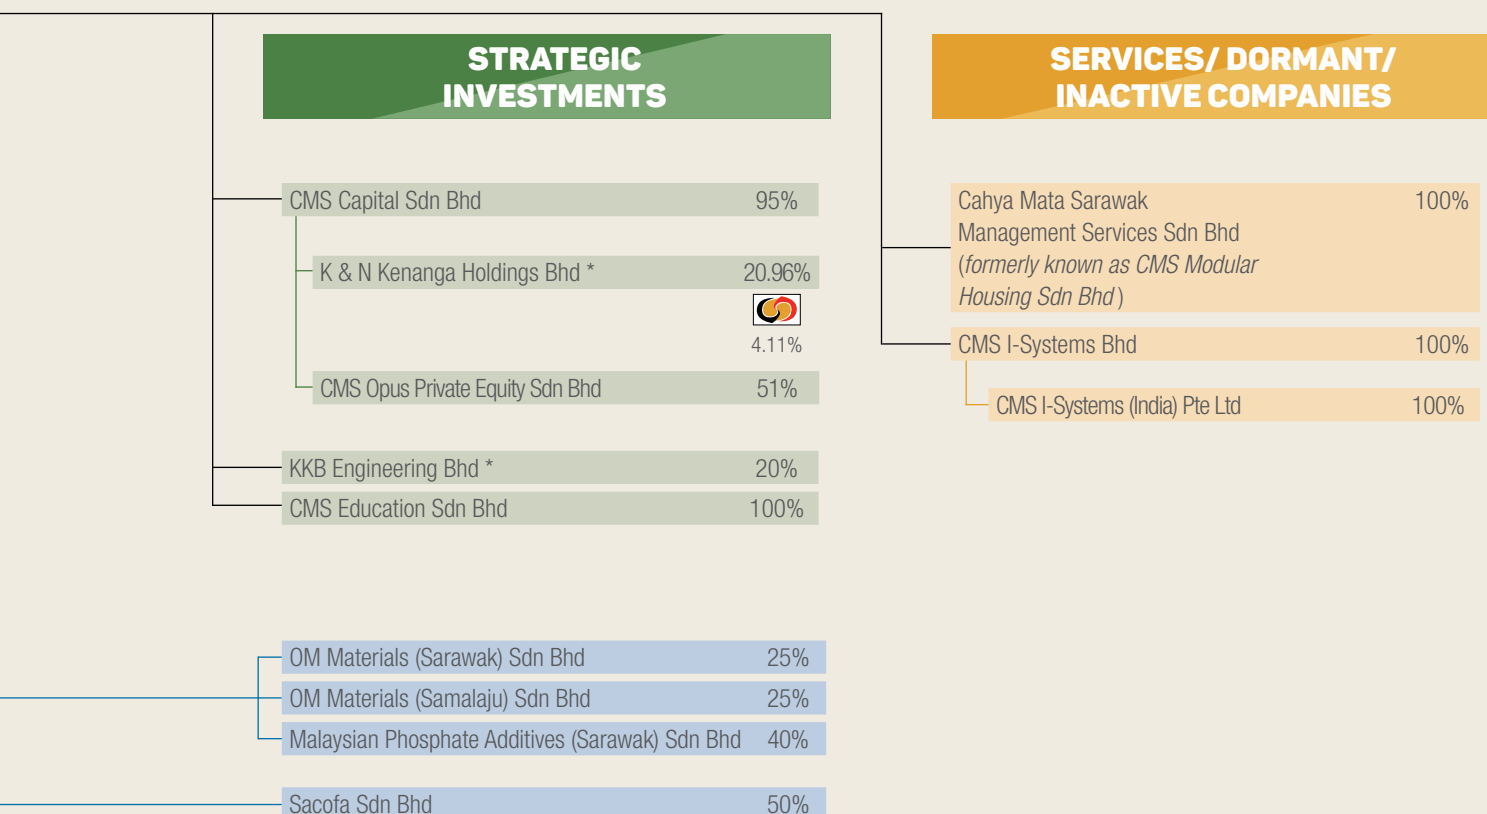 STRATEGIC
INVESTMENTS
CMS Capital Sdn Bhd 95%
K & N Kenanga Holdings Bhd * 20.96%
4.11%
CMS Opus Private Equity Sdn Bhd 51%
KKB Engineering Bhd * 20%
CMS Education Sdn Bhd 100%
SERVICES/ DORMANT/
INACTIVE COMPANIES
Cahya Mata Sarawak 100%
Management Services Sdn Bhd
(formerly known as CMS Modular
Housing Sdn Bhd)
CMS I-Systems Bhd 100%
CMS I-Systems (India) Pte Ltd 100%
OM Materials (Sarawak) Sdn Bhd 25%
OM Materials (Samalaju) Sdn Bhd 25%
Malaysian Phosphate Additives (Sarawak) Sdn Bhd 40%
Sacofa Sdn Bhd 50%